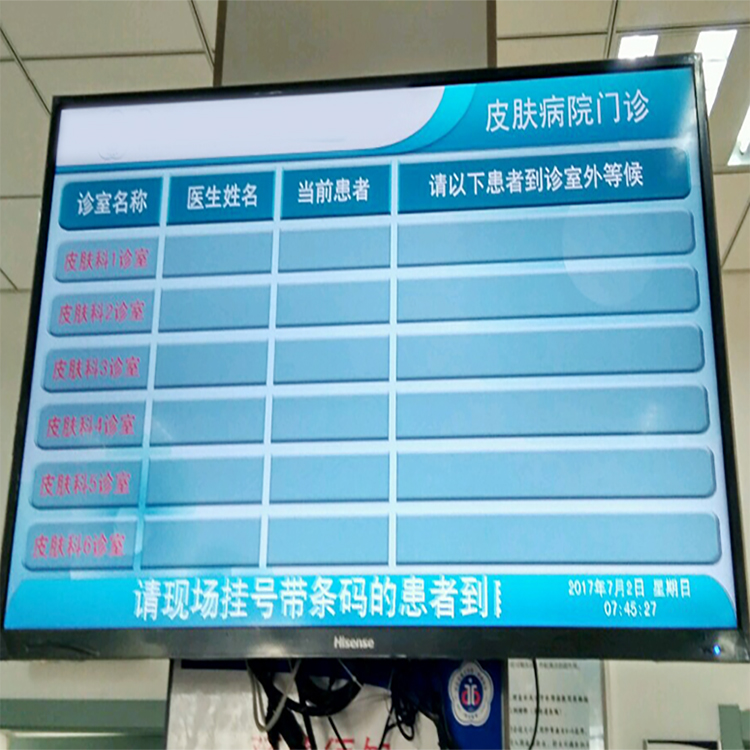 皮肤病院门诊
诊室名称 医生姓名 当前患者 请以下患者到诊室外等候
皮肤科1诊室
皮肤科2诊室
皮肤科3诊室
皮肤科4诊室
皮肤科5诊室
皮肤科6诊室
请现场挂号带条码的患者到
2017年7月2日 星期日
07:45:27
Hisense